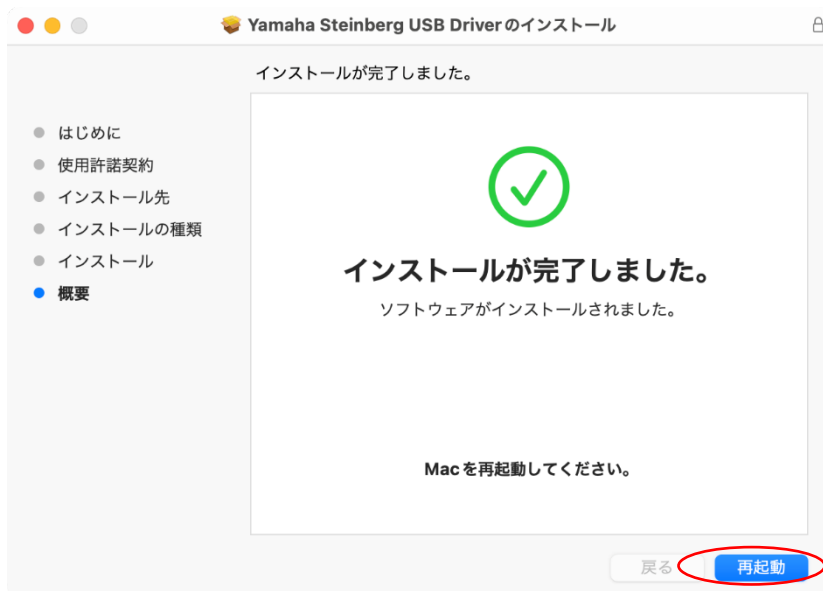 Yamaha Steinberg USB Driverのインストール
インストールが完了しました。
はじめに
使用許諾契約
インストール先
インストールの種類
インストール
概要
インストールが完了しました。
ソフトウェアがインストールされました。
Macを再起動してください。
戻る
再起動